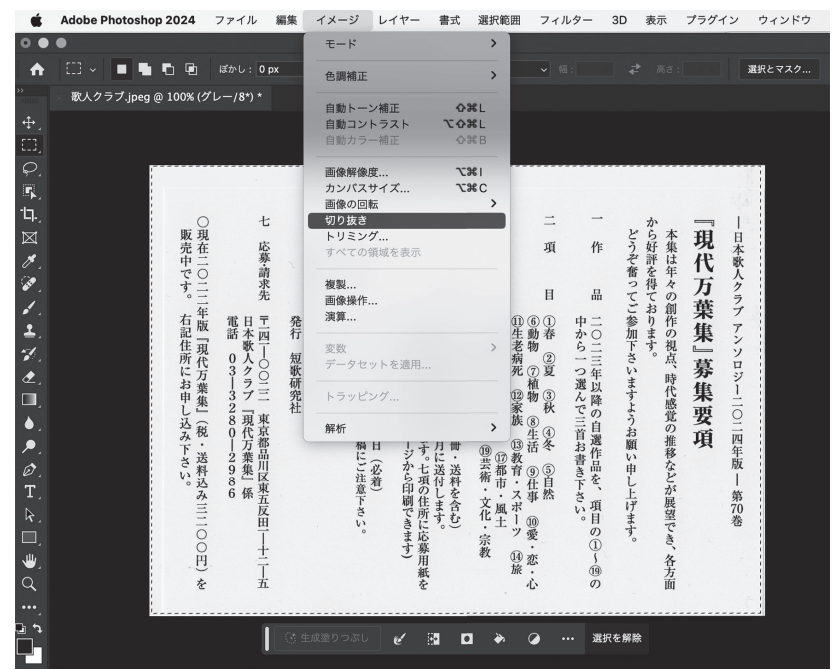 Adobe Photoshop 2024 ファイル 編集 イメージ レイヤー 書式 選択範囲 フィルター 3D 表示 プラグイン ウィンドウ
ぼかし: 0 px
幅:
高さ:
選択とマスク...
歌人クラブ.jpeg @ 100% (グレー/8*) *
モード
色調補正
自動トーン補正 ⇧⌘L
自動コントラスト ⌥⇧⌘L
自動カラー補正 ⇧⌘B
画像解像度... ⌥⌘I
カンバスサイズ... ⌥⌘C
画像の回転
切り抜き
トリミング...
すべての領域を表示
複製...
画像操作...
演算...
変数
データセットを適用...
トラッピング...
解析
―日本歌人クラブ アンソロジー二〇二四年版―第70巻
『現代万葉集』募集要項
本集は年々の創作の視点、時代感覚の推移などが展望でき、各方面
から好評を得ております。
どうぞ奮ってご参加下さいますようお願い申し上げます。
一 作 品 二〇二三年以降の自選作品を、項目の①〜⑲の
中から一つ選んで三首お書き下さい。
二 項 目 ①春 ②夏 ③秋 ④冬 ⑤自然
⑥動物 ⑦植物 ⑧生活 ⑨仕事 ⑩愛・恋・心
⑪生老病死 ⑫家族 ⑬教育・スポーツ ⑭旅
⑰都市・風土
⑲芸術・文化・宗教
冊・送料を含む）
月に送付します。
す。七項の住所に応募用紙を
ージから印刷できます）
日（必着）
稿にご注意下さい。
発行 短歌研究社
七 応募・請求先 〒一四一―〇〇二二 東京都品川区東五反田一―十二―五
日本歌人クラブ『現代万葉集』係
電話 03―3280―2986
〇現在二〇二二年版『現代万葉集』（税・送料込み三二〇〇円）を
販売中です。右記住所にお申し込み下さい。
生成塗りつぶし
選択を解除